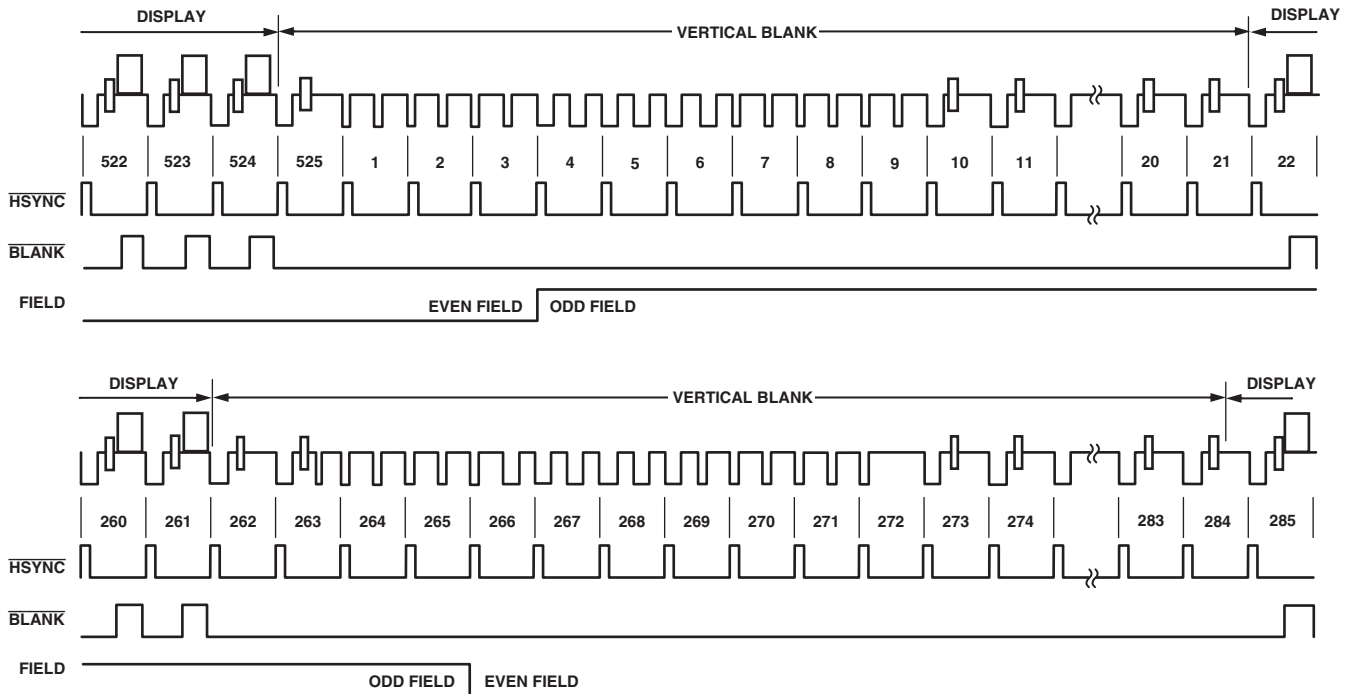 DISPLAY VERTICAL BLANK DISPLAY
522 523 524 525 1 2 3 4 5 6 7 8 9 10 11 20 21 22
HSYNC
BLANK
FIELD EVEN FIELD ODD FIELD
DISPLAY VERTICAL BLANK DISPLAY
260 261 262 263 264 265 266 267 268 269 270 271 272 273 274 283 284 285
HSYNC
BLANK
FIELD ODD FIELD EVEN FIELD